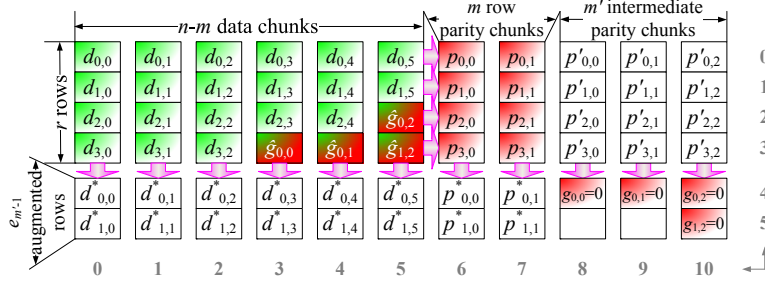 n-m data chunks
m row parity chunks
m′ intermediate parity chunks
r rows
d0,0 d0,1 d0,2 d0,3 d0,4 d0,5 p0,0 p0,1 p′0,0 p′0,1 p′0,2 0
d1,0 d1,1 d1,2 d1,3 d1,4 d1,5 p1,0 p1,1 p′1,0 p′1,1 p′1,2 1
d2,0 d2,1 d2,2 d2,3 d2,4 ĝ0,2 p2,0 p2,1 p′2,0 p′2,1 p′2,2 2
d3,0 d3,1 d3,2 ĝ0,0 ĝ0,1 ĝ1,2 p3,0 p3,1 p′3,0 p′3,1 p′3,2 3
em′-1 augmented rows
d*0,0 d*0,1 d*0,2 d*0,3 d*0,4 d*0,5 p*0,0 p*0,1 g0,0=0 g0,1=0 g0,2=0 4
d*1,0 d*1,1 d*1,2 d*1,3 d*1,4 d*1,5 p*1,0 p*1,1 g1,2=0 5
0 1 2 3 4 5 6 7 8 9 10